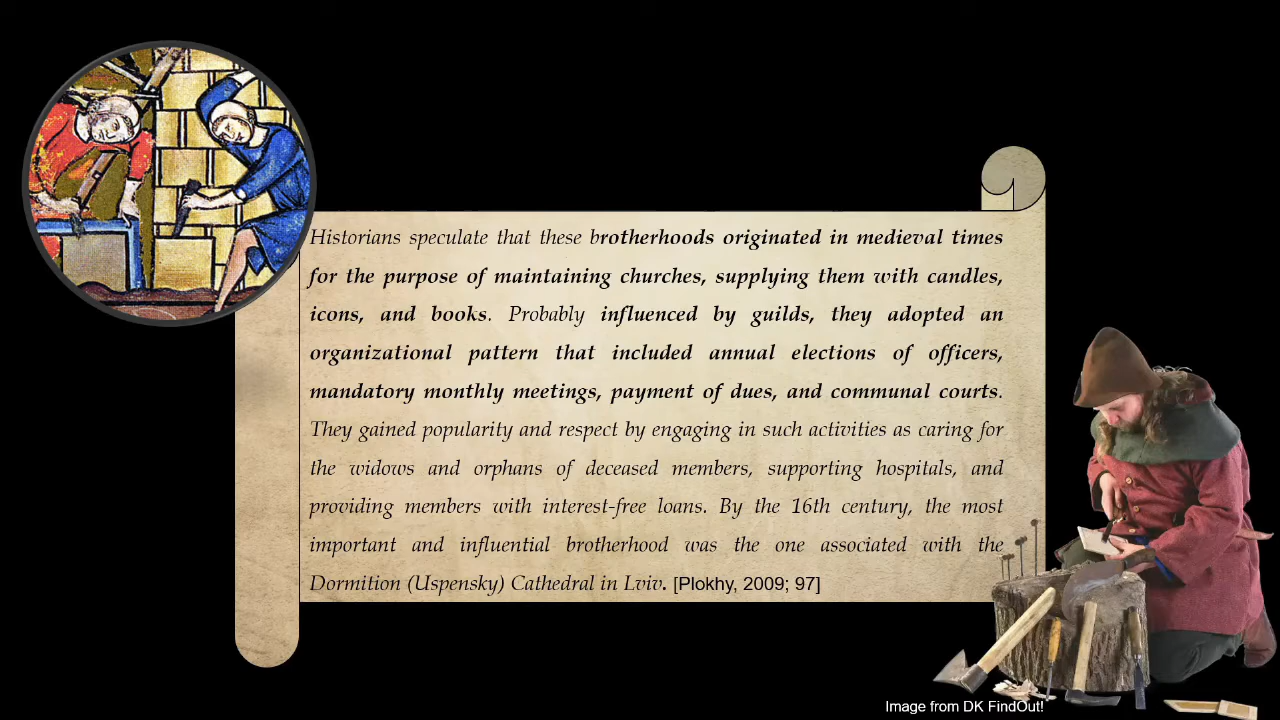 Historians speculate that these brotherhoods originated in medieval times
for the purpose of maintaining churches, supplying them with candles,
icons, and books. Probably influenced by guilds, they adopted an
organizational pattern that included annual elections of officers,
mandatory monthly meetings, payment of dues, and communal courts.
They gained popularity and respect by engaging in such activities as caring for
the widows and orphans of deceased members, supporting hospitals, and
providing members with interest-free loans. By the 16th century, the most
important and influential brotherhood was the one associated with the
Dormition (Uspensky) Cathedral in Lviv. [Plokhy, 2009; 97]
Image from DK FindOut!